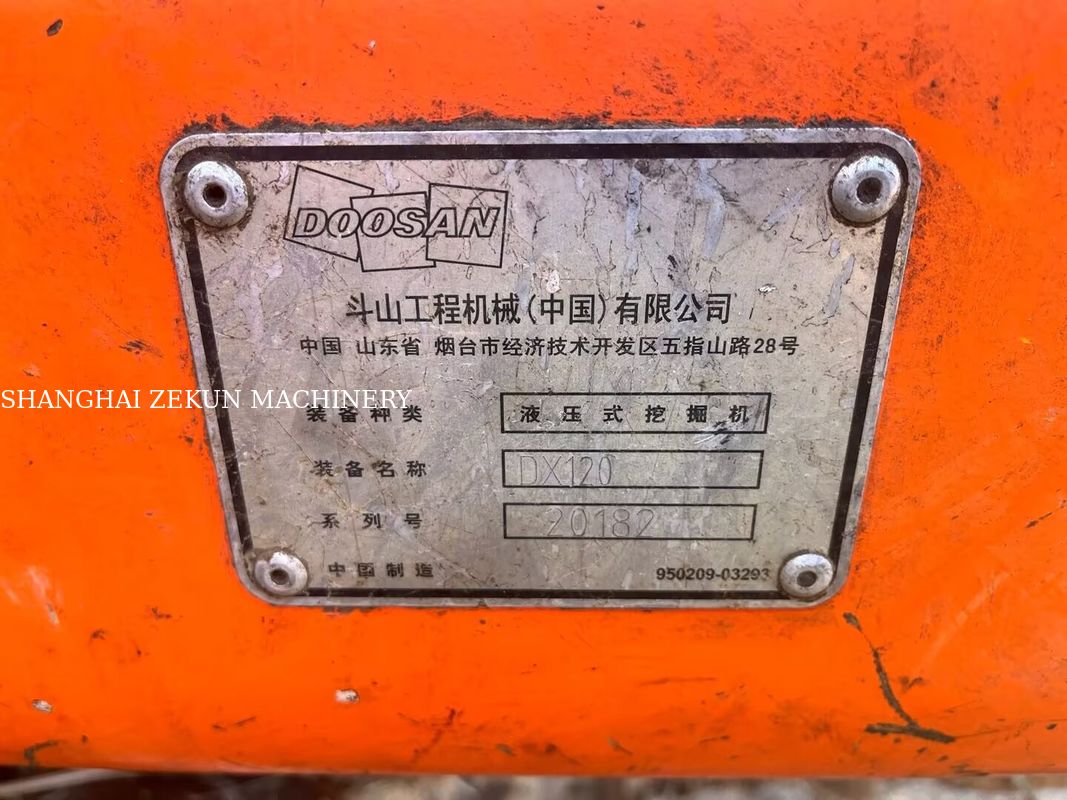 DOOSAN
斗山工程机械(中国)有限公司
中国 山东省 烟台市经济技术开发区五指山路28号
SHANGHAI ZEKUN MACHINERY
装备种类 液压式挖掘机
装备名称 DX120
系列号 20182
中国制造 950209-03293